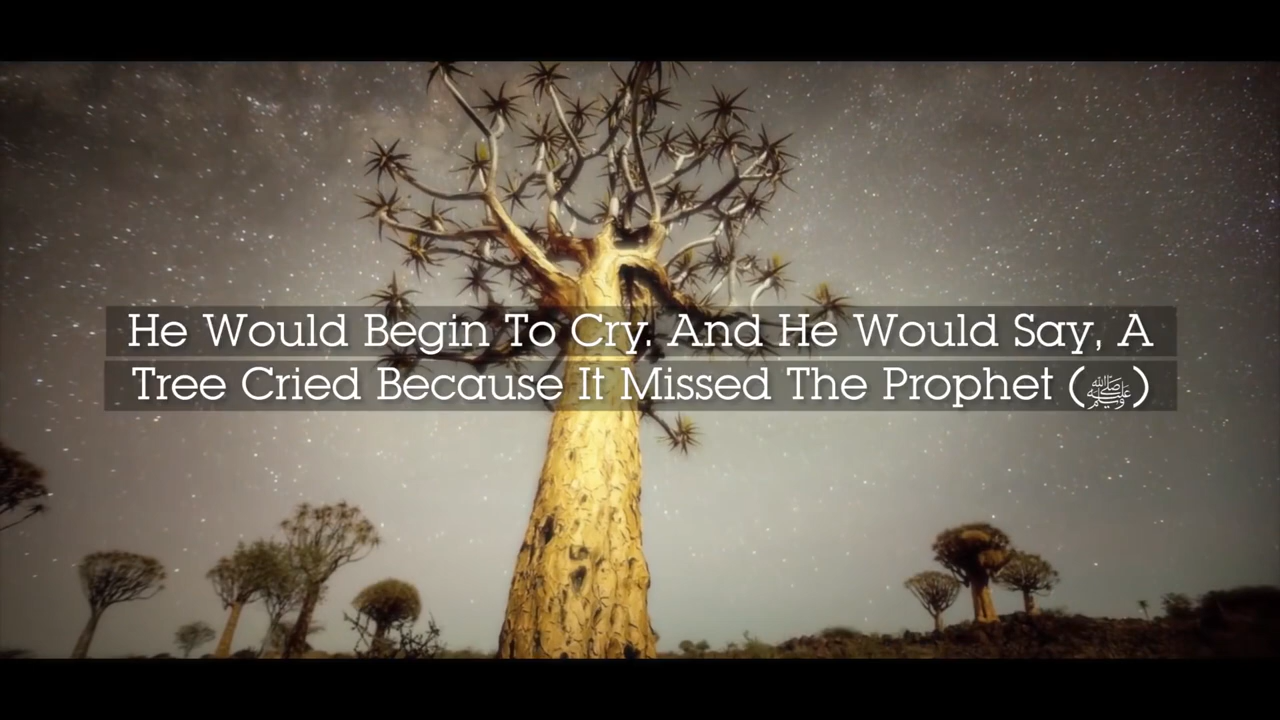 He Would Begin To Cry. And He Would Say, A
Tree Cried Because It Missed The Prophet (ﷺ)